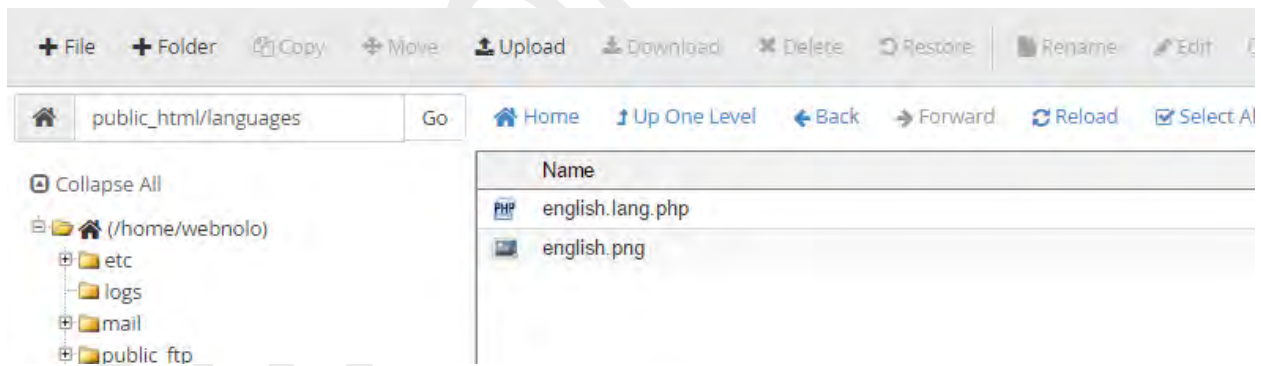 File Folder Copy Move Upload Download Delete Restore Rename Edit
public_html/languages Go Home Up One Level Back Forward Reload Select Al
Collapse All
Name
PHP english.lang.php
(/home/webnolo)
english.png
etc
logs
mail
public_ftp